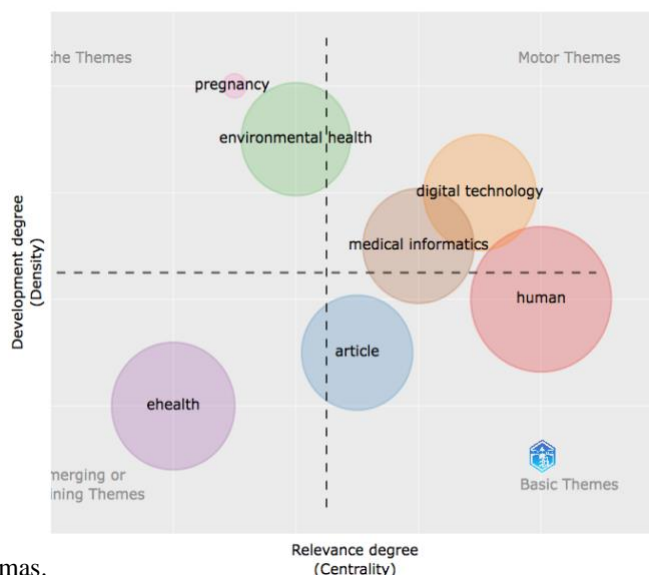 che Themes
Motor Themes
pregnancy
environmental health
digital technology
medical informatics
Development degree
(Density)
human
article
ehealth
merging or
ining Themes
Basic Themes
Relevance degree
(Centrality)
mas.